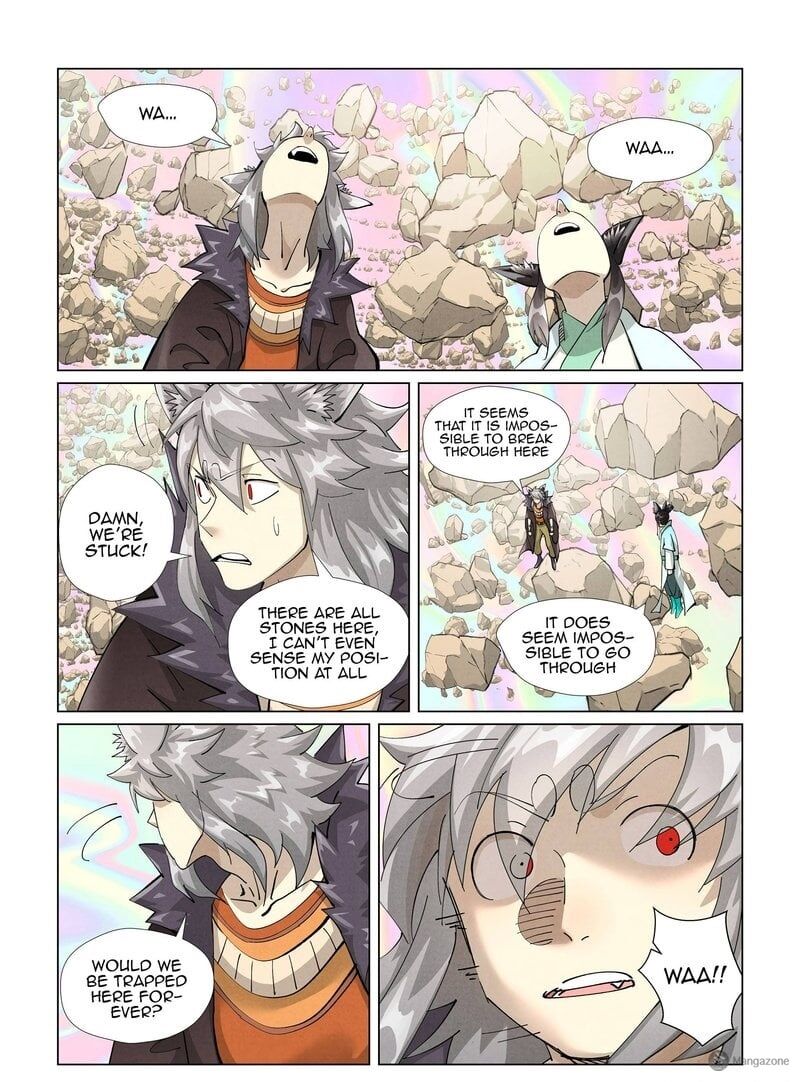 WA...
WAA...
DAMN,
WE'RE
STUCK!
THERE ARE ALL
STONES HERE,
I CAN'T EVEN
SENSE MY POSI-
TION AT ALL
IT SEEMS
THAT IT IS IMPOS-
SIBLE TO BREAK
THROUGH HERE
IT DOES
SEEM IMPOS-
SIBLE TO GO
THROUGH
WOULD WE
BE TRAPPED
HERE FOR-
EVER?
WAA!!
Mangazone